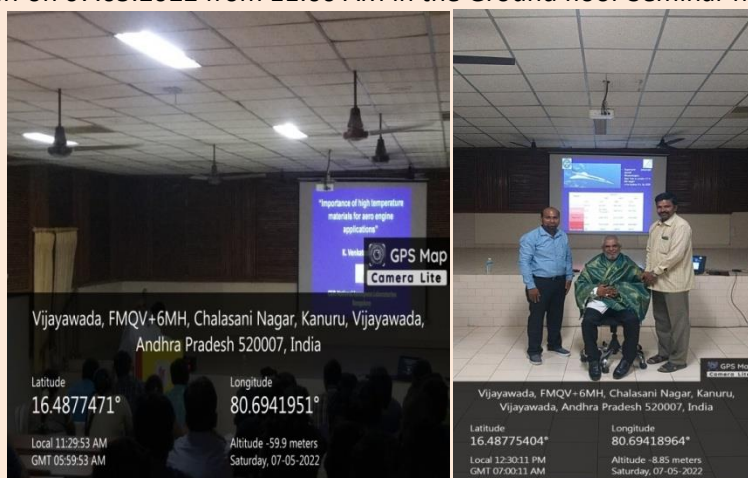 on 07.05.2022 from 11.00 AM in the Ground floor Seminar
"Importance of high temperature
materials for aero engine
applications"
K. Venkat
GPS Map
Camera Lite
Vijayawada, FMQV+6MH, Chalasani Nagar, Kanuru, Vijayawada,
Andhra Pradesh 520007, India
Latitude
16.4877471°
Longitude
80.6941951°
Local 11:29:53 AM
GMT 05:59:53 AM
Altitude -59.9 meters
Saturday, 07-05-2022
GPS Map
Camera Lite
Vijayawada, FMQV+6MH, Chalasani Nagar, Kanuru,
Vijayawada, Andhra Pradesh 520007, India
Latitude
16.48775404°
Longitude
80.69418964°
Local 12:30:11 PM
GMT 07:00:11 AM
Altitude -8.85 meters
Saturday, 07-05-2022